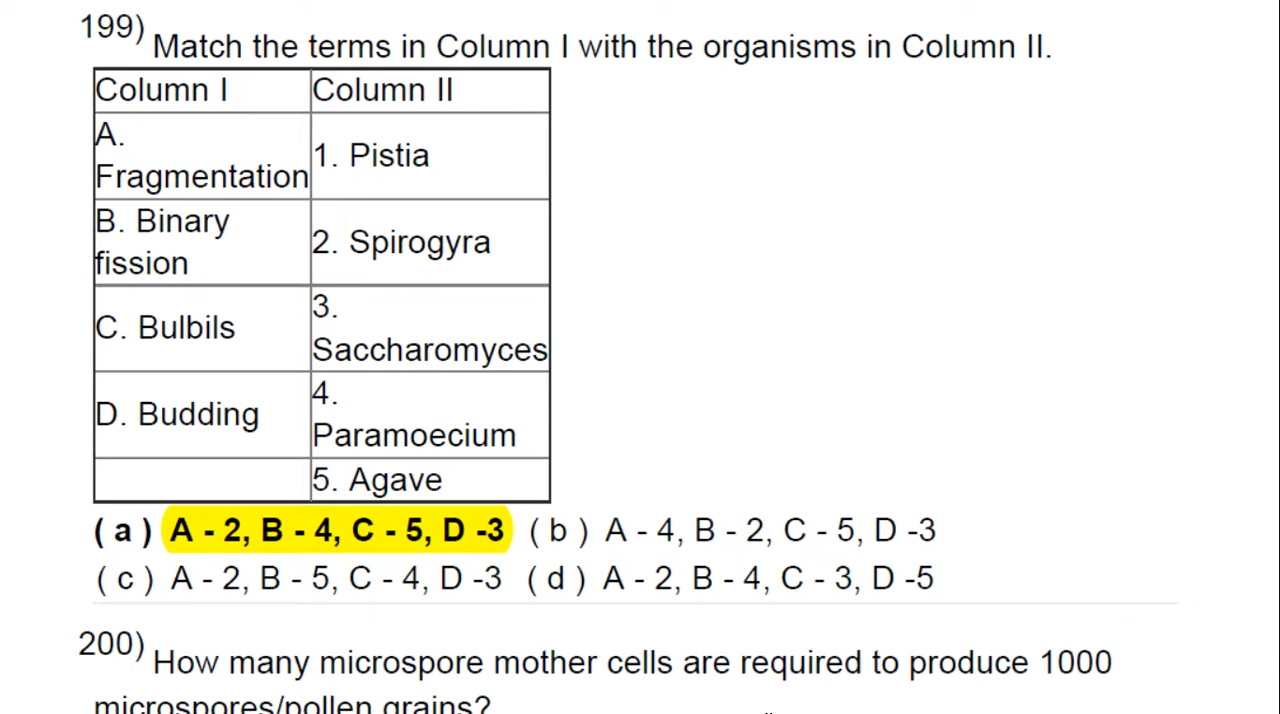 199) Match the terms in Column I with the organisms in Column II.
Column I Column II
A.
Fragmentation
1. Pistia
B. Binary
fission
2. Spirogyra
C. Bulbils
3.
Saccharomyces
D. Budding
4.
Paramoecium
5. Agave
( a ) A - 2, B - 4, C - 5, D -3 ( b ) A - 4, B - 2, C - 5, D -3
( c ) A - 2, B - 5, C - 4, D -3 ( d ) A - 2, B - 4, C - 3, D -5
200) How many microspore mother cells are required to produce 1000
microspores/pollen grains?